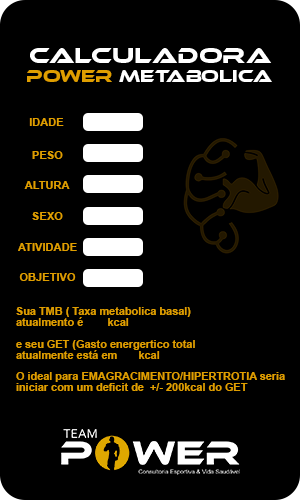 CALCULADORA
POWER METABOLICA
IDADE
PESO
ALTURA
SEXO
ATIVIDADE
OBJETIVO
Sua TMB ( Taxa metabolica basal)
atualmento é kcal
e seu GET (Gasto energertico total
atualmente está em kcal
O ideal para EMAGRACIMENTO/HIPERTROTIA seria
iniciar com um deficit de +/- 200kcal do GET
TEAM
POWER
Consultoria Esportiva & Vida Saudável